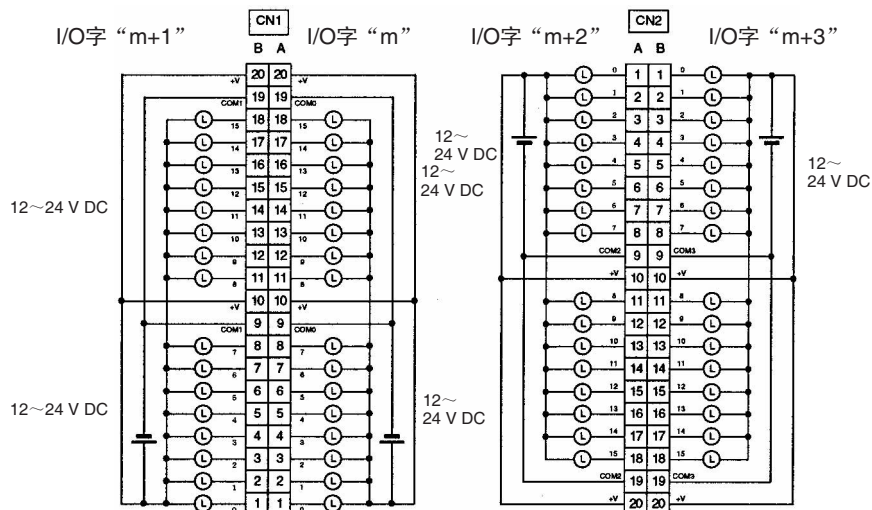 CN1
I/O字“m+1”
I/O字“m”
B A
20 20
+V +V
19 19
COM1 COM0
L 15 18 18 15 L
L 14 17 17 14 L
L 13 16 16 13 L
L 12 15 15 12 L
L 11 14 14 11 L
L 10 13 13 10 L
L 9 12 12 9 L
L 8 11 11 8 L
+V 10 10 +V
COM1 9 9 COM0
L 7 8 8 7 L
L 6 7 7 6 L
L 5 6 6 5 L
L 4 5 5 4 L
L 3 4 4 3 L
L 2 3 3 2 L
L 1 2 2 1 L
L 0 1 1 0 L
12～24 V DC
12～24 V DC
12～
24 V DC
12～
24 V DC
CN2
I/O字“m+2”
I/O字“m+3”
A B
L 0 1 1 0 L
L 1 2 2 1 L
L 2 3 3 2 L
L 3 4 4 3 L
L 4 5 5 4 L
L 5 6 6 5 L
L 6 7 7 6 L
L 7 8 8 7 L
COM2 9 9 COM3
+V 10 10 +V
L 8 11 11 8 L
L 9 12 12 9 L
L 10 13 13 10 L
L 11 14 14 11 L
L 12 15 15 12 L
L 13 16 16 13 L
L 14 17 17 14 L
L 15 18 18 15 L
COM2 19 19 COM3
+V 20 20 +V
12～
24 V DC
12～
24 V DC